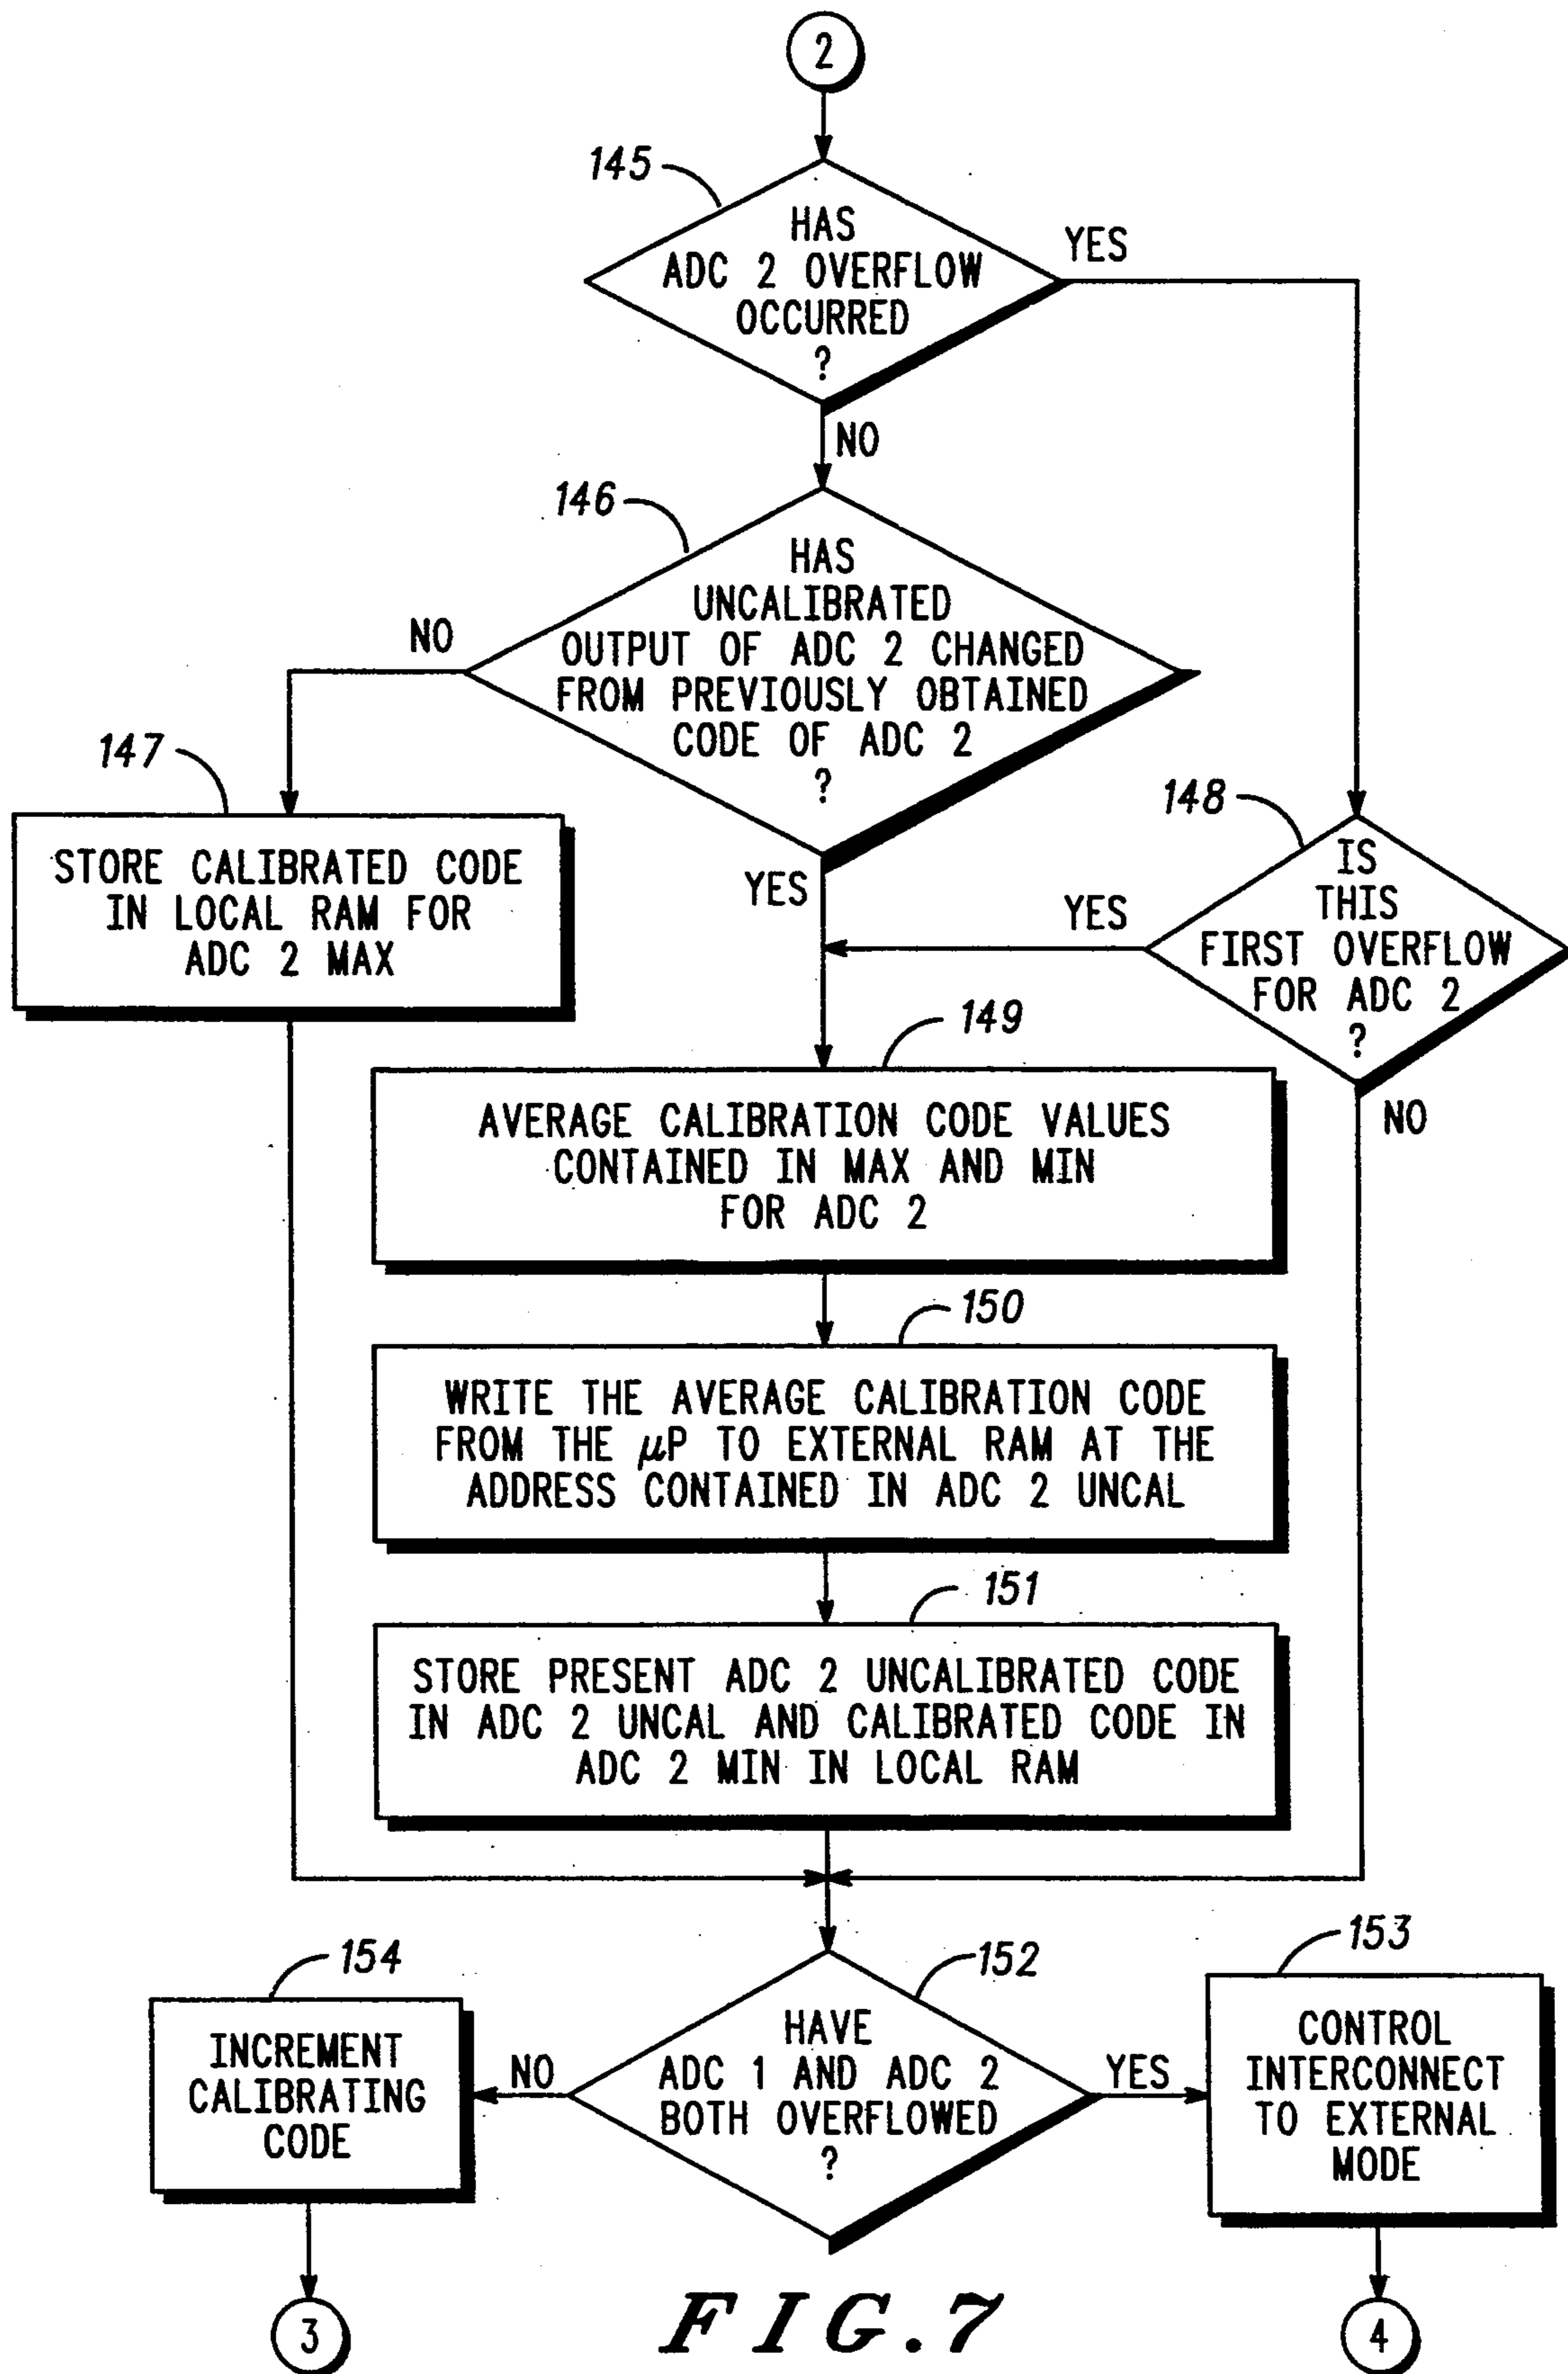 2
145
HAS
ADC 2 OVERFLOW
OCCURRED
?
YES
NO
146
HAS
UNCALIBRATED
OUTPUT OF ADC 2 CHANGED
FROM PREVIOUSLY OBTAINED
CODE OF ADC 2
?
NO
YES
147
STORE CALIBRATED CODE
IN LOCAL RAM FOR
ADC 2 MAX
148
IS
THIS
FIRST OVERFLOW
FOR ADC 2
?
YES
NO
149
AVERAGE CALIBRATION CODE VALUES
CONTAINED IN MAX AND MIN
FOR ADC 2
150
WRITE THE AVERAGE CALIBRATION CODE
FROM THE μP TO EXTERNAL RAM AT THE
ADDRESS CONTAINED IN ADC 2 UNCAL
151
STORE PRESENT ADC 2 UNCALIBRATED CODE
IN ADC 2 UNCAL AND CALIBRATED CODE IN
ADC 2 MIN IN LOCAL RAM
152
HAVE
ADC 1 AND ADC 2
BOTH OVERFLOWED
?
NO
YES
154
INCREMENT
CALIBRATING
CODE
153
CONTROL
INTERCONNECT
TO EXTERNAL
MODE
3
4
FIG.7